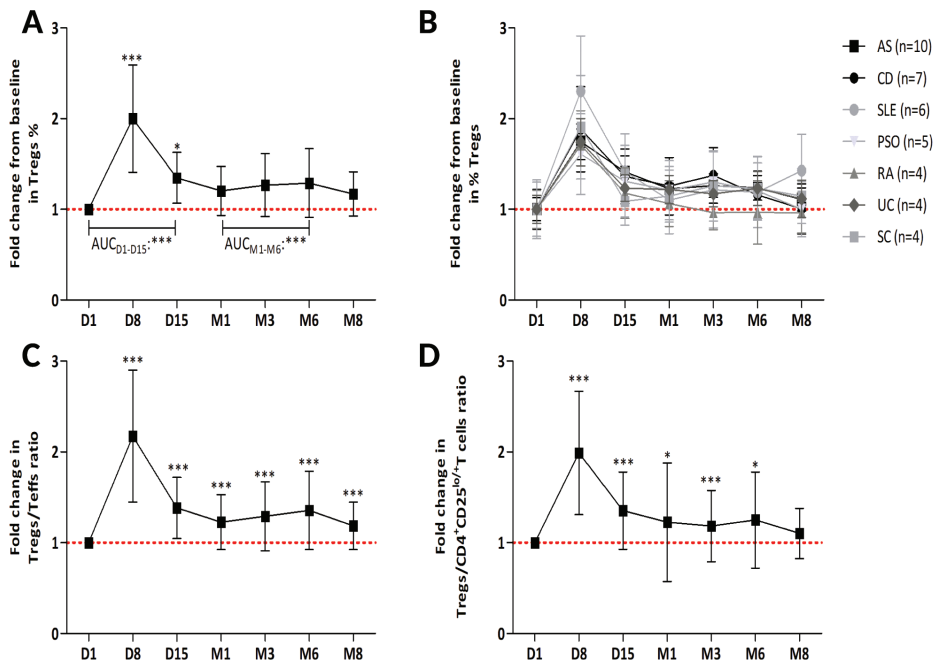 A
Fold change from baseline
in Tregs %
3
2
1
0
***
*
AUCD1-D15:***
AUCM1-M6:***
D1 D8 D15 M1 M3 M6 M8
B
Fold change from baseline
in % Tregs
3
2
1
0
D1 D8 D15 M1 M3 M6 M8
AS (n=10)
CD (n=7)
SLE (n=6)
PSO (n=5)
RA (n=4)
UC (n=4)
SC (n=4)
C
Fold change in
Tregs/Teffs ratio
3
2
1
0
***
***
***
***
***
***
D1 D8 D15 M1 M3 M6 M8
D
Fold change in
Tregs/CD4⁺CD25ˡᵒ/⁺T cells ratio
3
2
1
0
***
***
*
***
*
D1 D8 D15 M1 M3 M6 M8